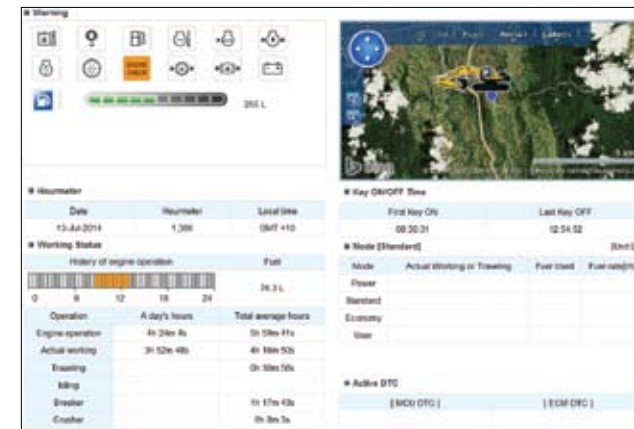 Warning
ENGINE CHECK
255 L
Hourmeter
Date Hourmeter Local time
13-Jul-2014 1,386 GMT +10
Working Status
History of engine operation Fuel
0 6 12 18 24
Operation A day's hours Total average hours
Engine operation 4h 24m 4s 5h 59m 41s
Actual working 3h 52m 48s 4h 16m 50s
Traveling 0h 30m 50s
Idling
Breaker 1h 17m 43s
Crusher 0h 8m 3s
Aerial Labels
Key ON/OFF Time
First Key ON Last Key OFF
08:30:31 12:54:52
Mode [Standard]
Mode Actual Working or Traveling Fuel Used
Power
Standard
Economy
User
Active DTC
[ MCU DTC ] [ ECM DTC ]